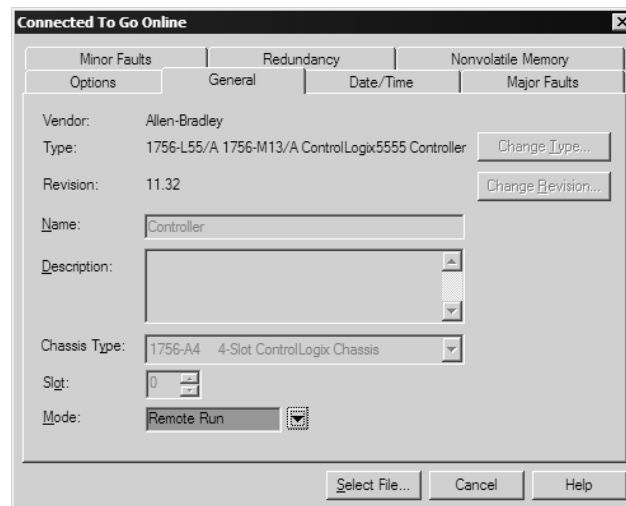 Connected To Go Online
Minor Faults Redundancy Nonvolatile Memory
Options General Date/Time Major Faults
Vendor: Allen-Bradley
Type: 1756-L55/A 1756-M13/A ControlLogix5555 Controller Change Type...
Revision: 11.32 Change Revision...
Name: Controller
Description:
Chassis Type: 1756-A4 4-Slot ControlLogix Chassis
Slot: 0
Mode: Remote Run
Select File... Cancel Help